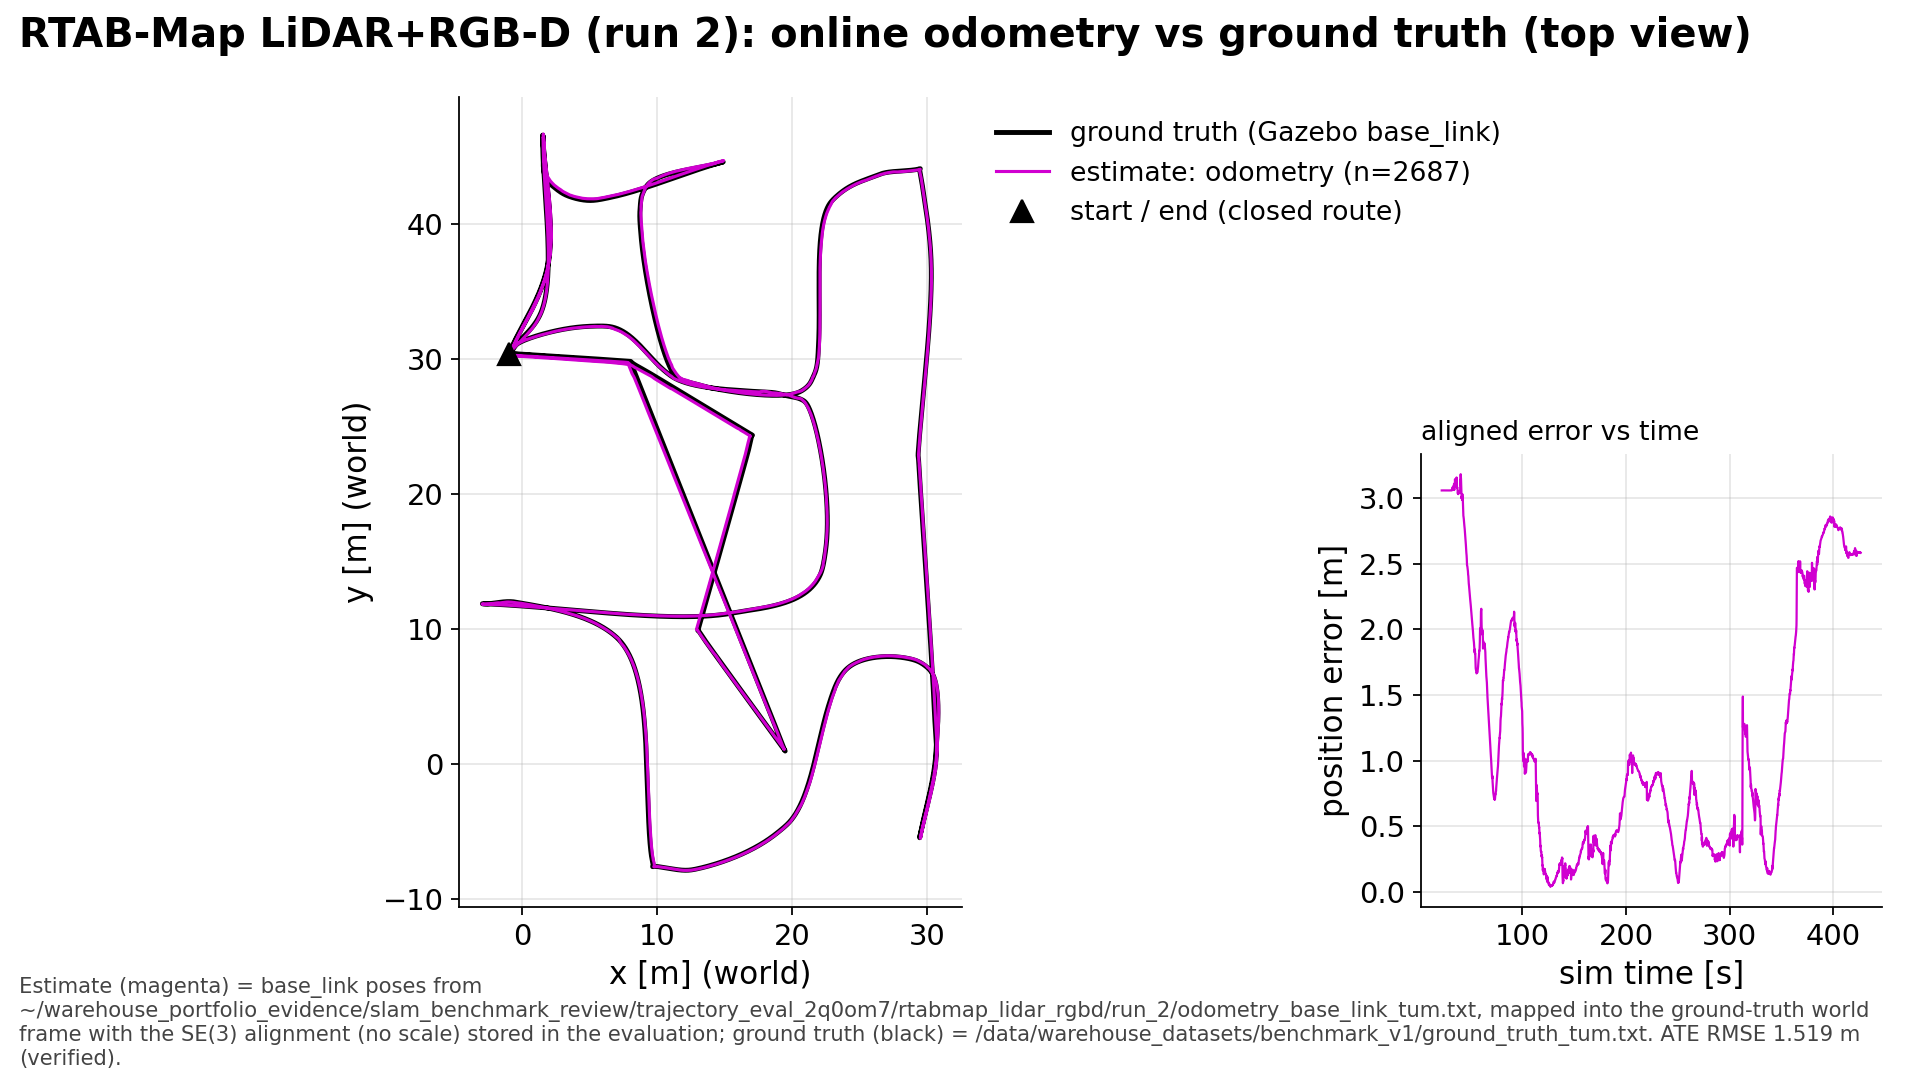 RTAB-Map LiDAR+RGB-D (run 2): online odometry vs ground truth (top view)
ground truth (Gazebo base_link)
estimate: odometry (n=2687)
start / end (closed route)
y [m] (world)
40
30
20
10
0
−10
0
10
20
30
x [m] (world)
aligned error vs time
position error [m]
3.0
2.5
2.0
1.5
1.0
0.5
0.0
100
200
300
400
sim time [s]
Estimate (magenta) = base_link poses from
~/warehouse_portfolio_evidence/slam_benchmark_review/trajectory_eval_2q0om7/rtabmap_lidar_rgbd/run_2/odometry_base_link_tum.txt, mapped into the ground-truth world
frame with the SE(3) alignment (no scale) stored in the evaluation; ground truth (black) = /data/warehouse_datasets/benchmark_v1/ground_truth_tum.txt. ATE RMSE 1.519 m
(verified).